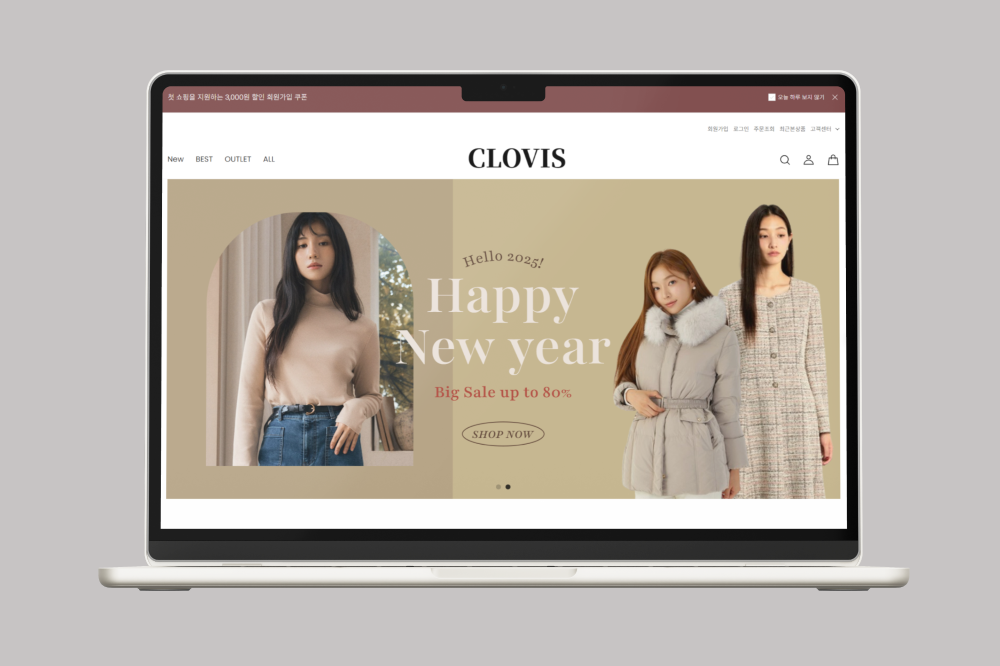 첫 쇼핑을 지원하는 3,000원 할인 회원가입 쿠폰
오늘 하루 보지 않기
회원가입 로그인 주문조회 최근본상품 고객센터
New BEST OUTLET ALL
CLOVIS
Hello 2025!
Happy
New year
Big Sale up to 80%
SHOP NOW